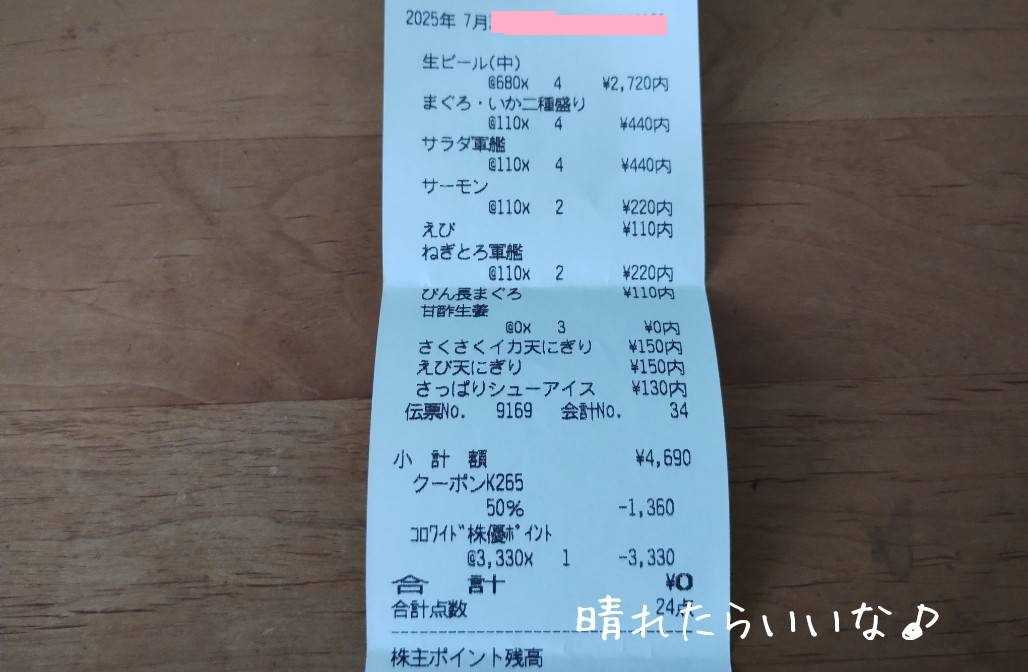 2025年 7月
生ビール(中)
@680x 4 ¥2,720内
まぐろ・いか二種盛り
@110x 4 ¥440内
サラダ軍艦
@110x 4 ¥440内
サーモン
@110x 2 ¥220内
えび ¥110内
ねぎとろ軍艦
@110x 2 ¥220内
びん長まぐろ ¥110内
甘酢生姜
@0x 3 ¥0内
さくさくイカ天にぎり ¥150内
えび天にぎり ¥150内
さっぱりシューアイス ¥130内
伝票No. 9169 会計No. 34
小 計 額 ¥4,690
クーポンK265
50% -1,360
ｺﾛﾜｲﾄﾞ株優ﾎﾟｲﾝﾄ
@3,330x 1 -3,330
合 計 ¥0
合計点数 24点
晴れたらいいな♪
株主ポイント残高